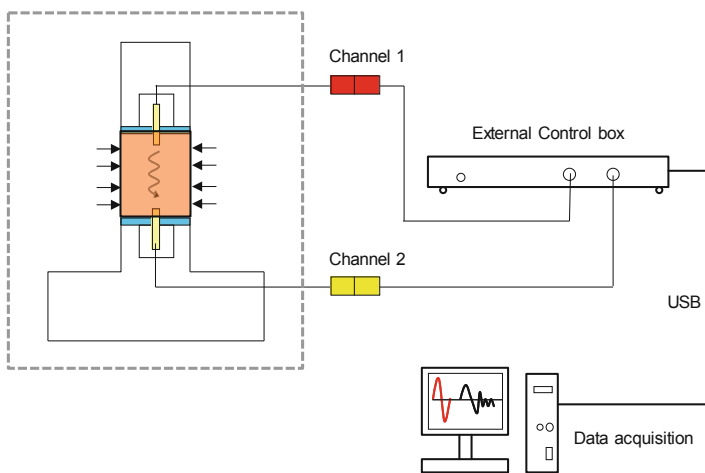 Channel 1
External Control box
Channel 2
USB
Data acquisition